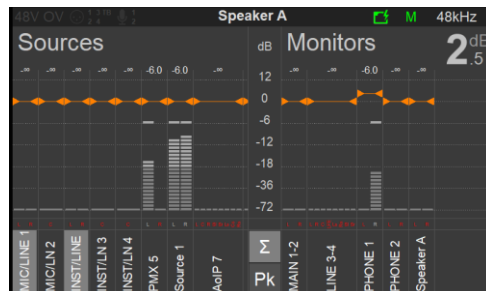 48V OV Speaker A M 48kHz
Sources dB Monitors 2 dB .5
-∞ -∞ -∞ -∞ -6.0 -6.0 -∞ -∞ -∞ -6.0 -∞ -∞
12
0
-6
-12
-18
-36
-72
L R L R
MIC/LINE 1
MIC/LN 2
INST/LINE
INST/LN 3
INST/LN 4
PMX 5
Source 1
AoIP 7
Σ
Pk
MAIN 1-2
LINE 3-4
PHONE 1
PHONE 2
Speaker A